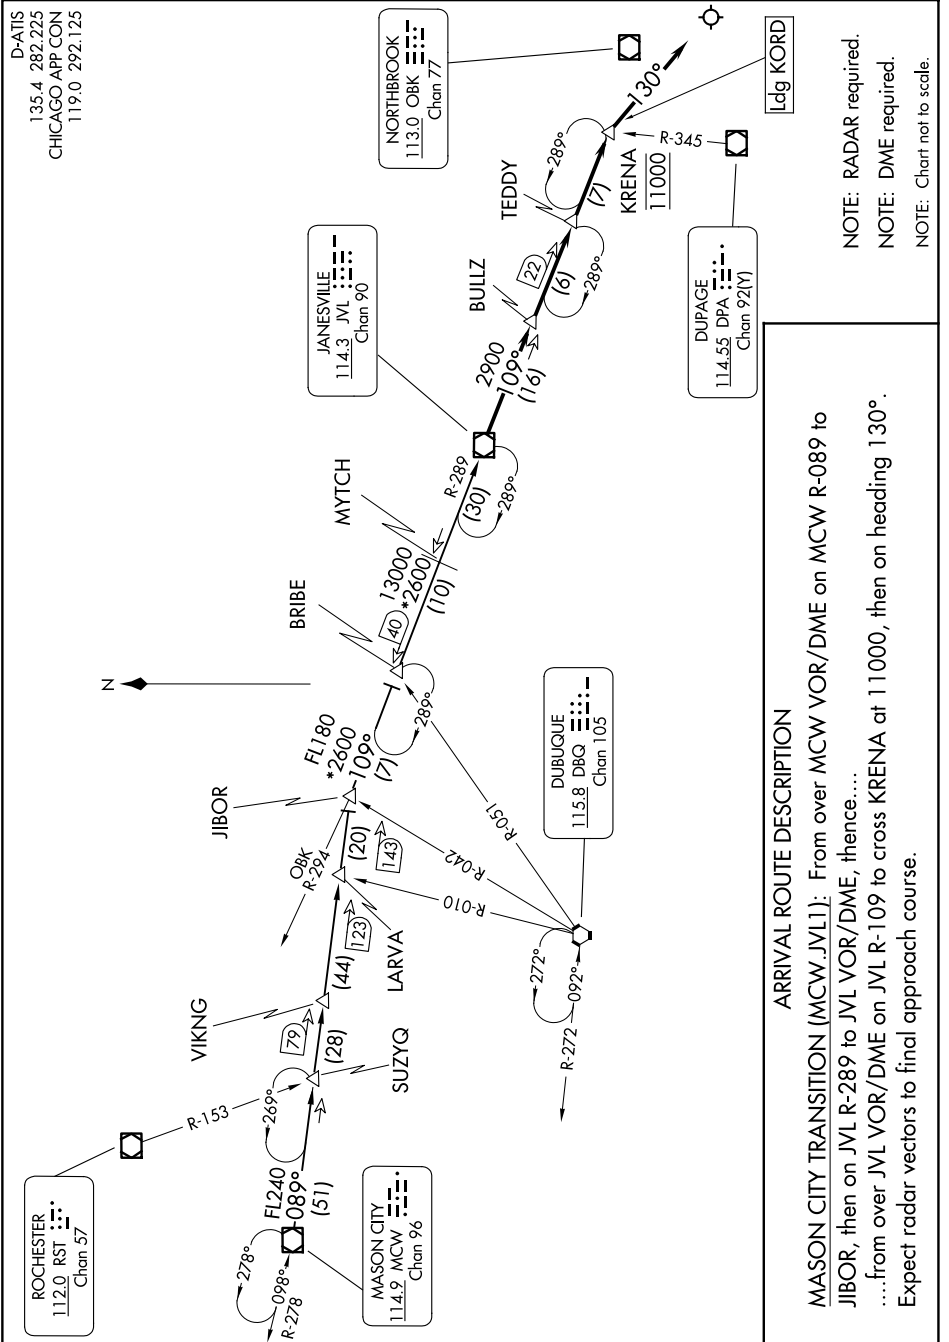 D-ATIS
135.4 282.225
CHICAGO APP CON
119.0 292.125
NORTHBROOK
113.0 OBK
Chan 77
130°
Ldg KORD
289°
R-345
KRENA
11000
(7)
TEDDY
22
(6)
289°
BULLZ
DUPAGE
114.55 DPA
Chan 92(Y)
NOTE: RADAR required.
NOTE: DME required.
NOTE: Chart not to scale.
JANESVILLE
114.3 JVL
Chan 90
2900
109°
(16)
R-289
(30)
289°
MYTCH
13000
*2600
(10)
40
BRIBE
289°
N
FL180
*2600
109°
(7)
JIBOR
OBK
R-294
(20)
143
R-051
R-042
R-010
DUBUQUE
115.8 DBQ
Chan 105
272°
092°
R-272
LARVA
123
(44)
VIKNG
79
(28)
SUZYQ
269°
R-153
ROCHESTER
112.0 RST
Chan 57
FL240
089°
(51)
278°
098°
R-278
MASON CITY
114.9 MCW
Chan 96
ARRIVAL ROUTE DESCRIPTION
MASON CITY TRANSITION (MCW.JVL1): From over MCW VOR/DME on MCW R-089 to
JIBOR, then on JVL R-289 to JVL VOR/DME, thence....
....from over JVL VOR/DME on JVL R-109 to cross KRENA at 11000, then on heading 130°.
Expect radar vectors to final approach course.